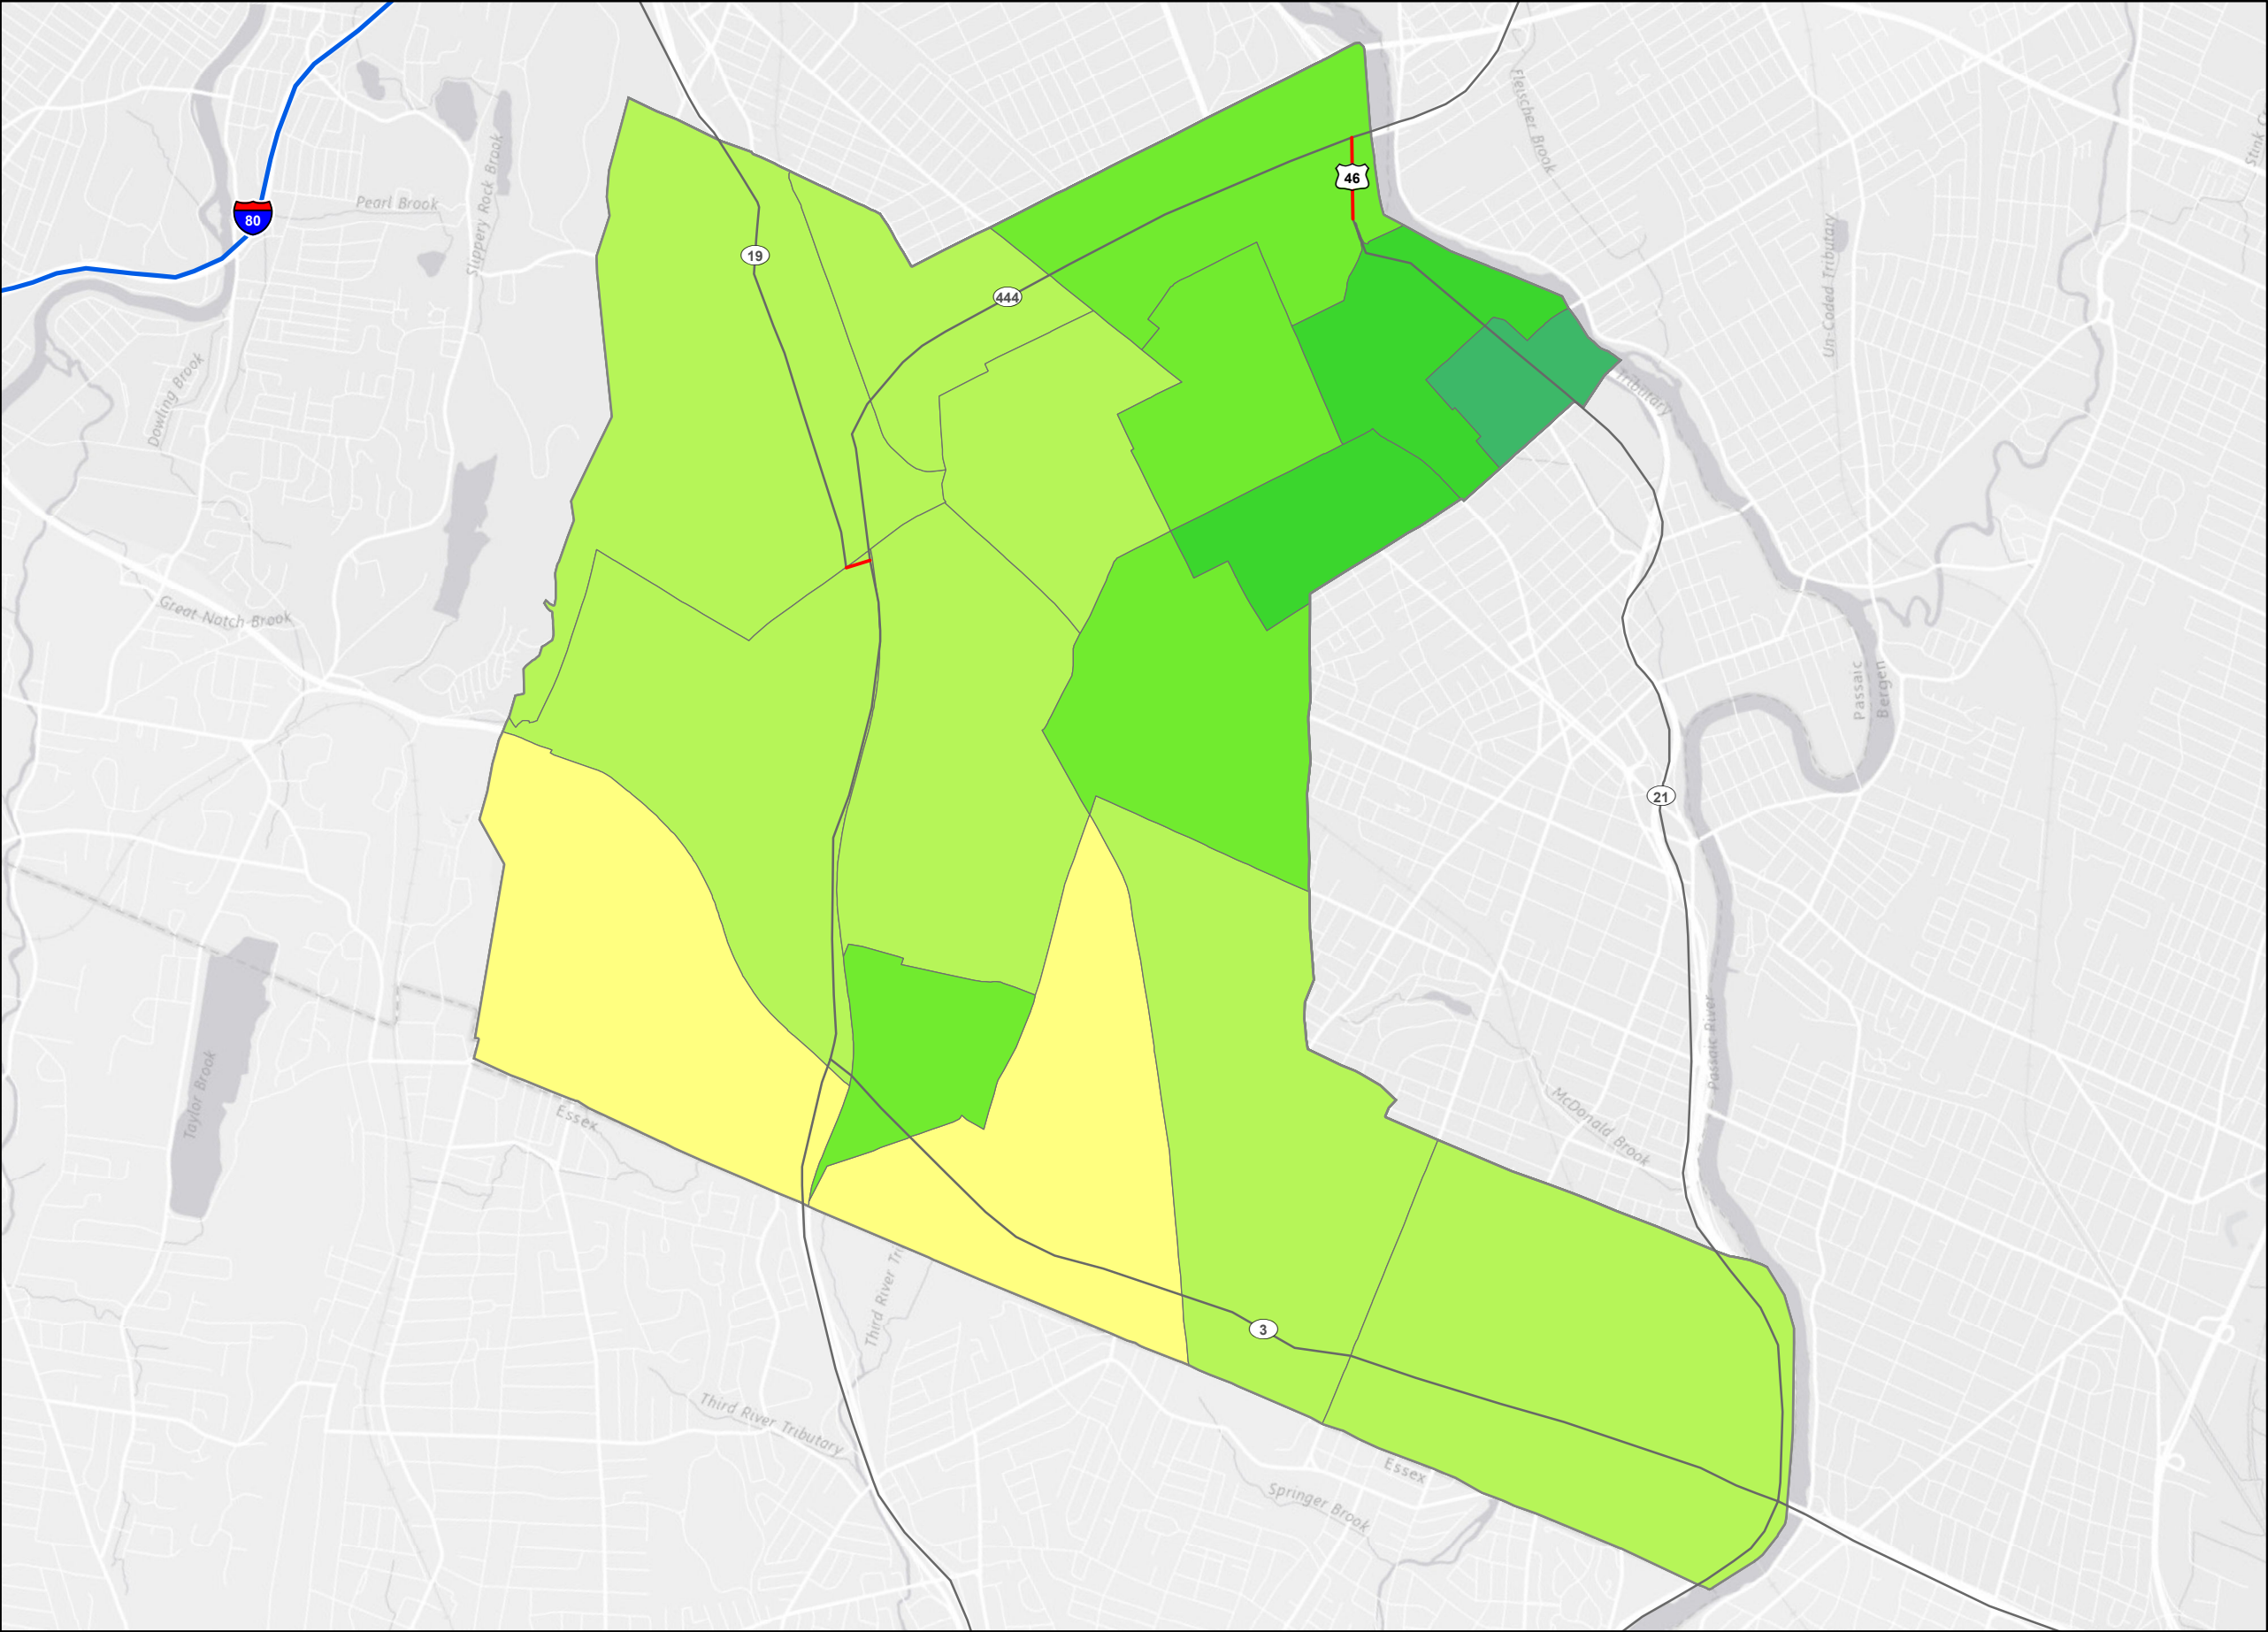 Fleischer Brook
Stink C
46
Pearl Brook
Slippery Rock Brook
80
19
Un-Coded Tributary
444
Dowling Brook
Tributary
Great Notch Brook
Passaic
Bergen
21
Passaic River
Taylor Brook
Essex
McDonald Brook
Third River Tri
3
Third River Tributary
Essex
Springer Brook